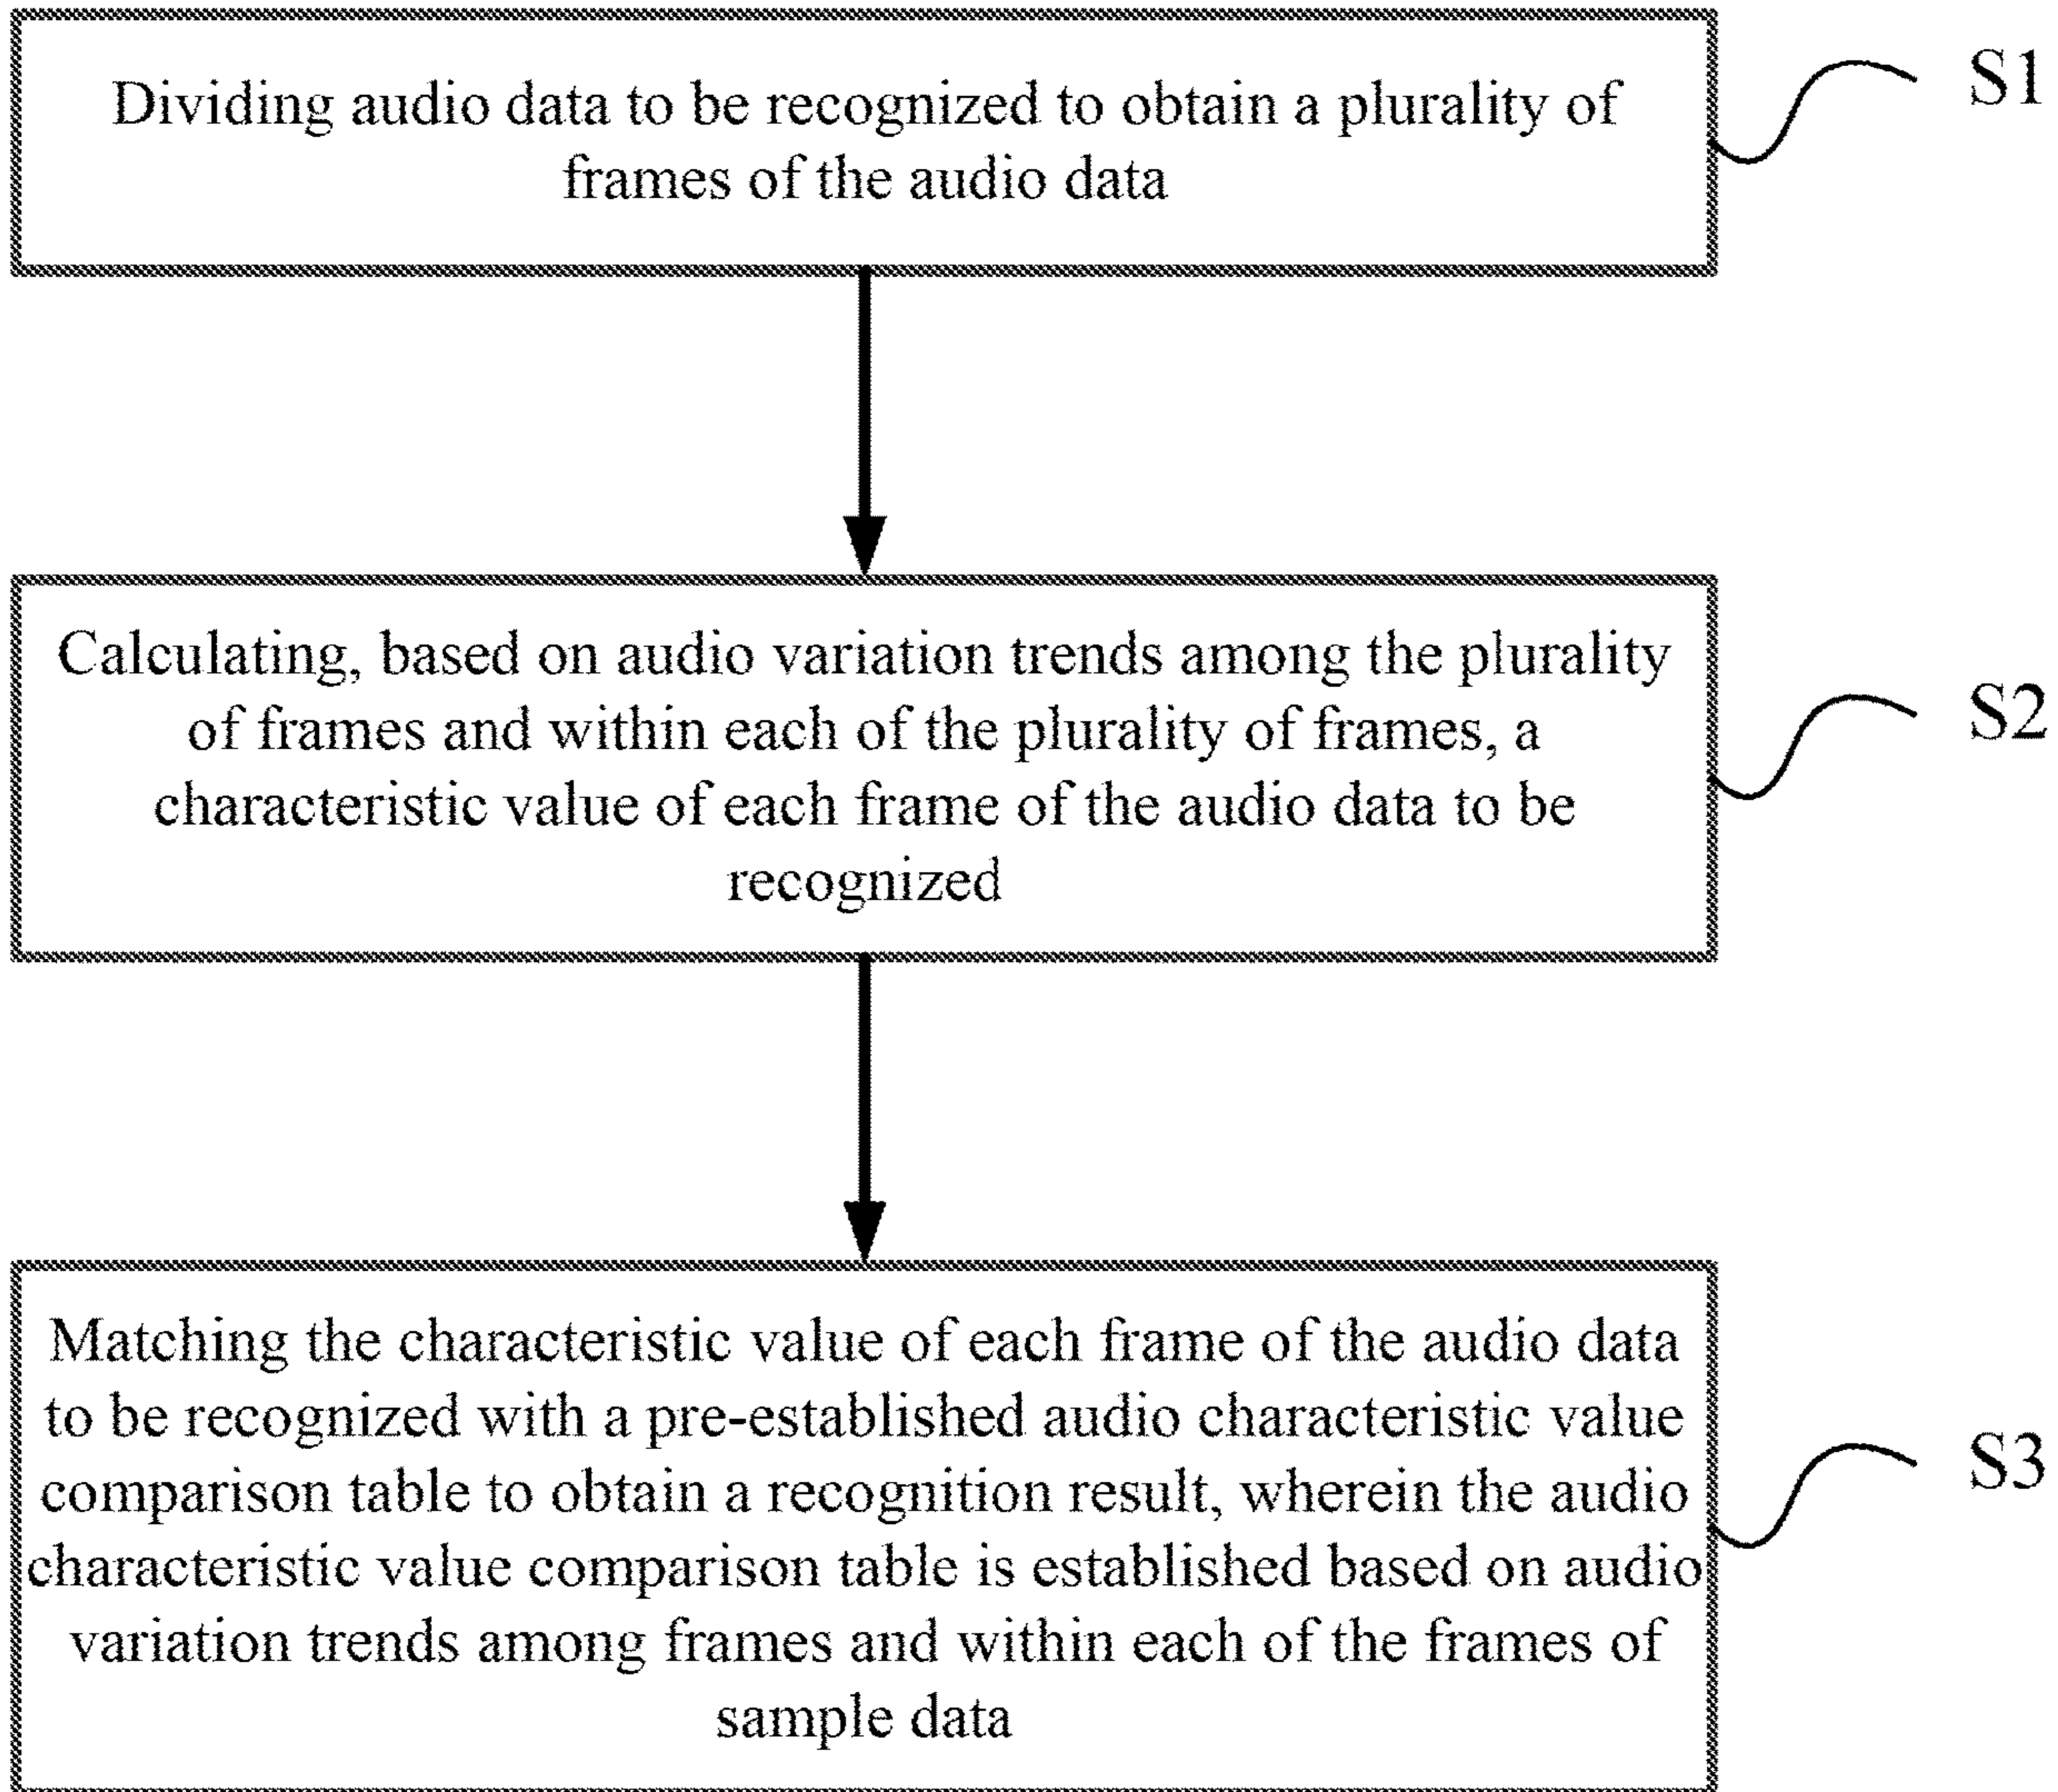 Dividing audio data to be recognized to obtain a plurality of
frames of the audio data
S1
Calculating, based on audio variation trends among the plurality
of frames and within each of the plurality of frames, a
characteristic value of each frame of the audio data to be
recognized
S2
Matching the characteristic value of each frame of the audio data
to be recognized with a pre-established audio characteristic value
comparison table to obtain a recognition result, wherein the audio
characteristic value comparison table is established based on audio
variation trends among frames and within each of the frames of
sample data
S3